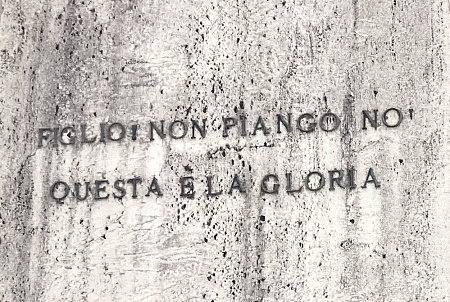 FIGLIO! NON PIANGO NO'
QUESTA È LA GLORIA